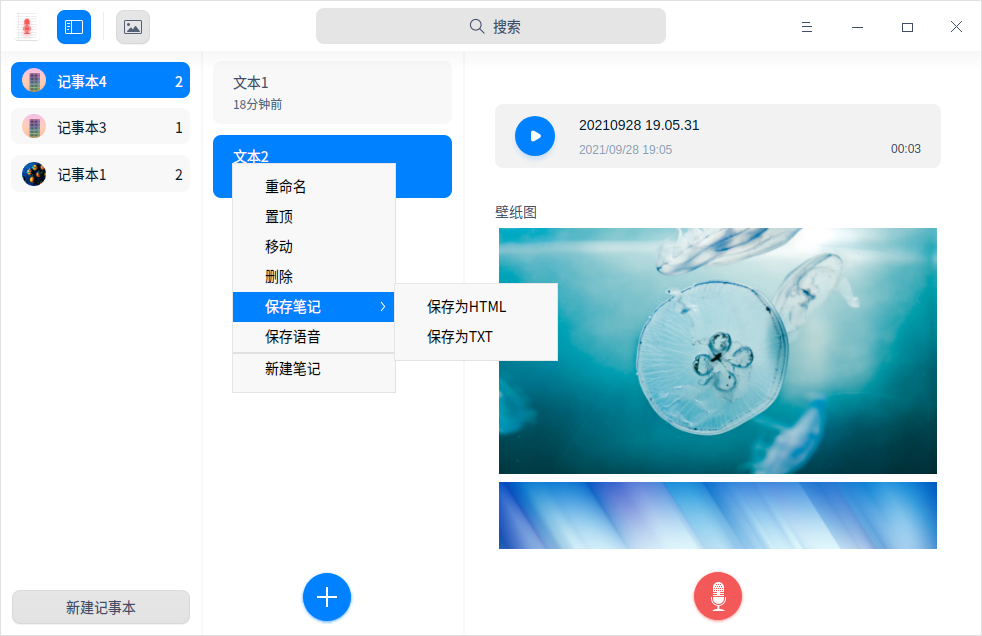 搜索
记事本4 2
记事本3 1
记事本1 2
新建记事本
文本1
18分钟前
文本2
重命名
置顶
移动
删除
保存笔记
保存语音
新建笔记
保存为HTML
保存为TXT
20210928 19.05.31
2021/09/28 19:05
00:03
壁纸图